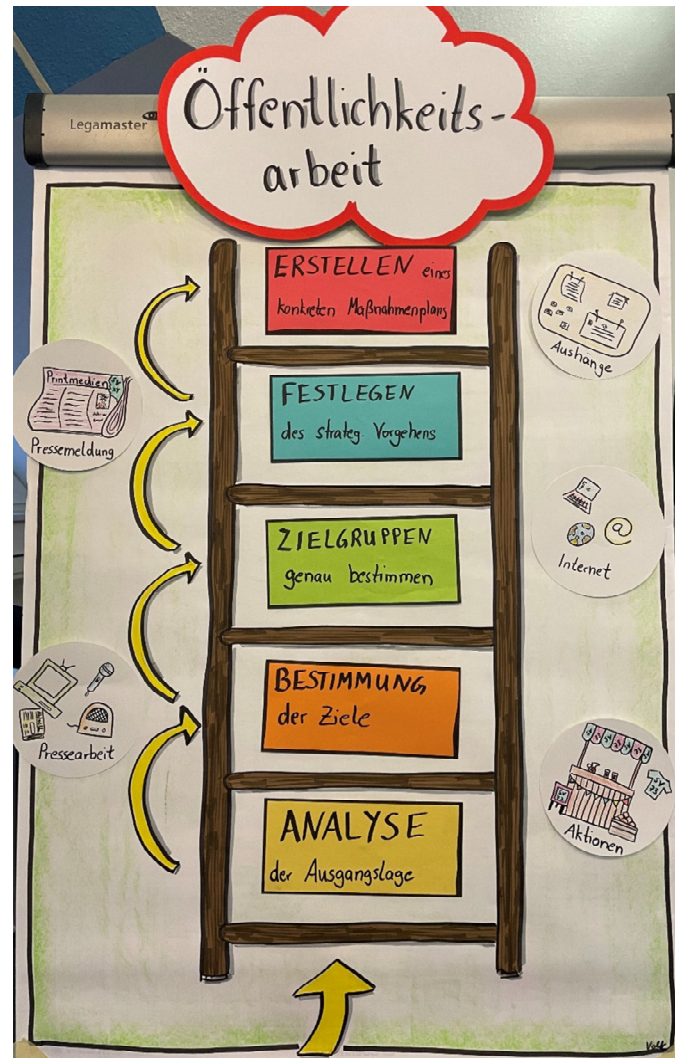 Legamaster
Öffentlichkeits-
arbeit
ERSTELLEN eines
konkreten Maßnahmenplans
FESTLEGEN
des strateg. Vorgehens
ZIELGRUPPEN
genau bestimmen
BESTIMMUNG
der Ziele
ANALYSE
der Ausgangslage
Printmedien
Pressemeldung
Pressearbeit
Aushänge
@
Internet
Aktionen